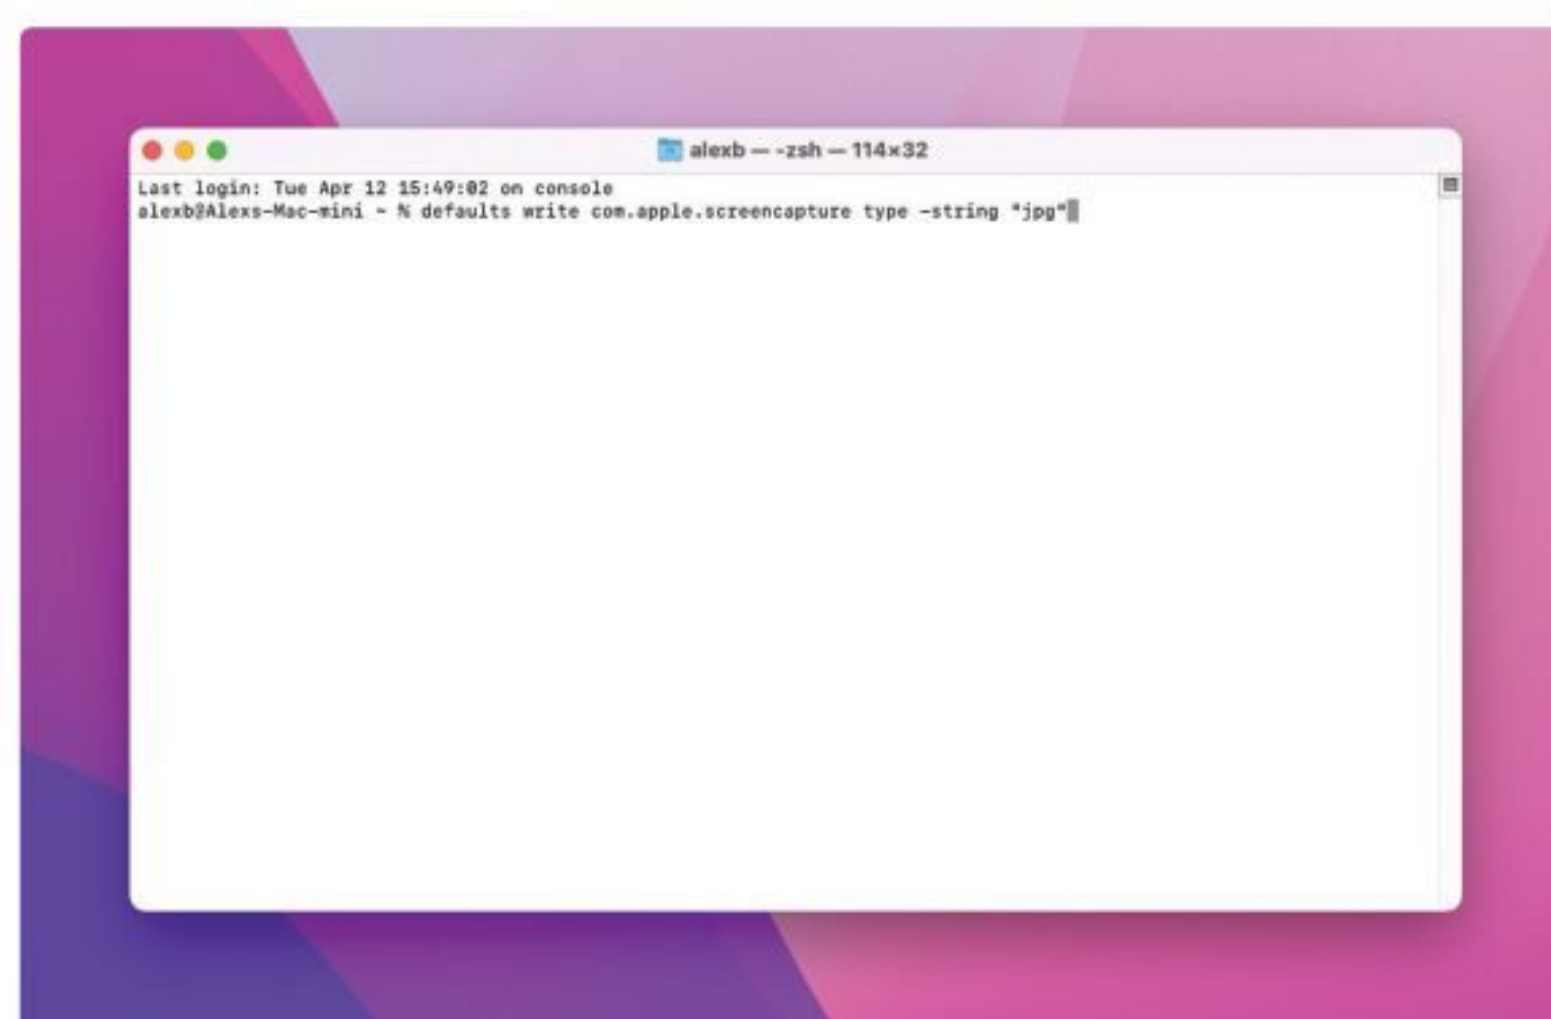 alexb — -zsh — 114×32
Last login: Tue Apr 12 15:49:02 on console
alexb@Alexs-Mac-mini ~ % defaults write com.apple.screencapture type -string "jpg"